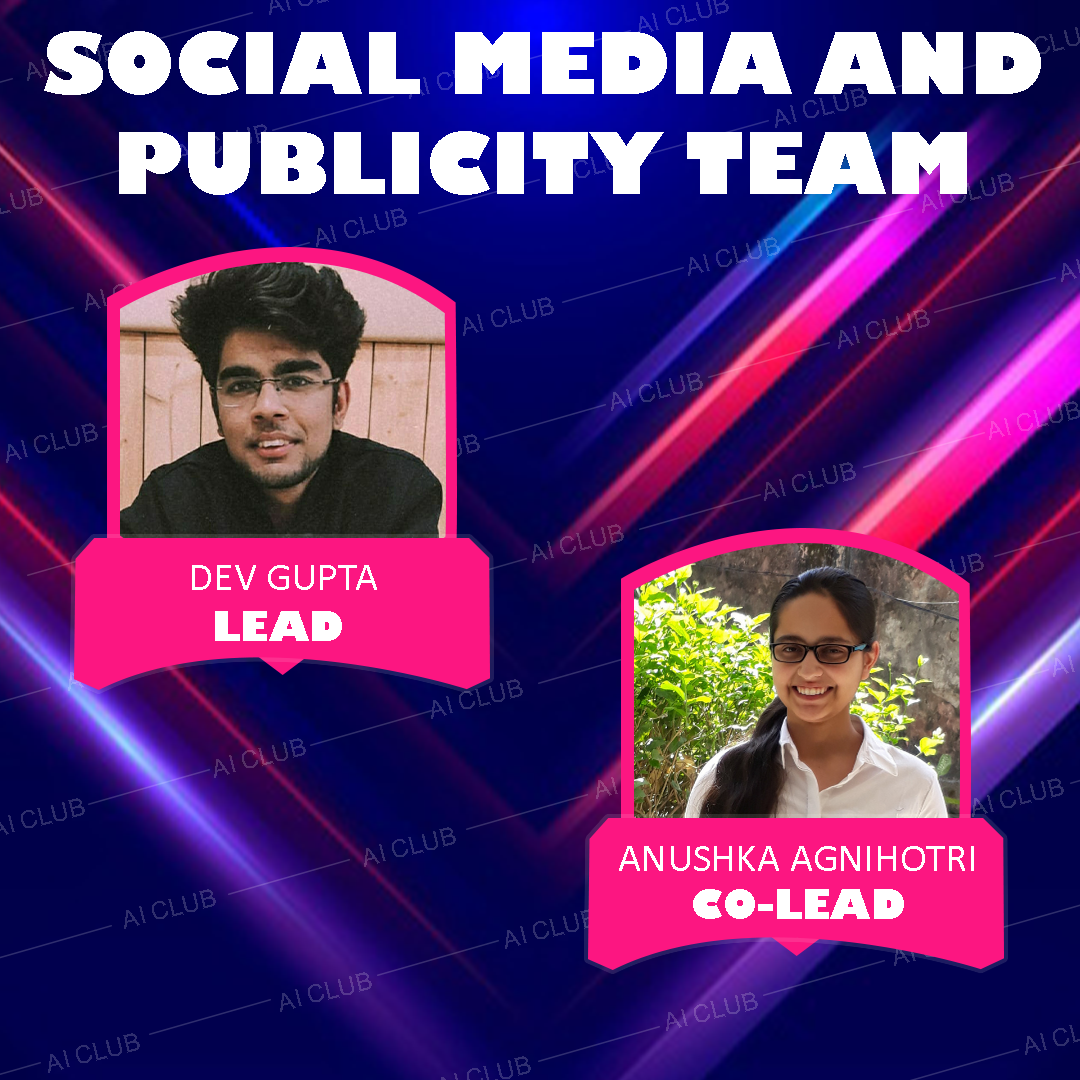 SOCIAL MEDIA AND
PUBLICITY TEAM
DEV GUPTA
LEAD
ANUSHKA AGNIHOTRI
CO-LEAD
AI CLUB